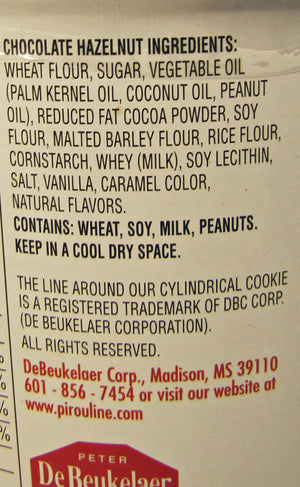 CHOCOLATE HAZELNUT INGREDIENTS:
WHEAT FLOUR, SUGAR, VEGETABLE OIL
(PALM KERNEL OIL, COCONUT OIL, PEANUT
OIL), REDUCED FAT COCOA POWDER, SOY
FLOUR, MALTED BARLEY FLOUR, RICE FLOUR,
CORNSTARCH, WHEY (MILK), SOY LECITHIN,
SALT, VANILLA, CARAMEL COLOR,
NATURAL FLAVORS.
CONTAINS: WHEAT, SOY, MILK, PEANUTS.
KEEP IN A COOL DRY SPACE.
THE LINE AROUND OUR CYLINDRICAL COOKIE
IS A REGISTERED TRADEMARK OF DBC CORP.
(DE BEUKELAER CORPORATION).
ALL RIGHTS RESERVED.
DeBeukelaer Corp., Madison, MS 39110
601 - 856 - 7454 or visit our website at
www.pirouline.com
PETER
DeBeukelaer